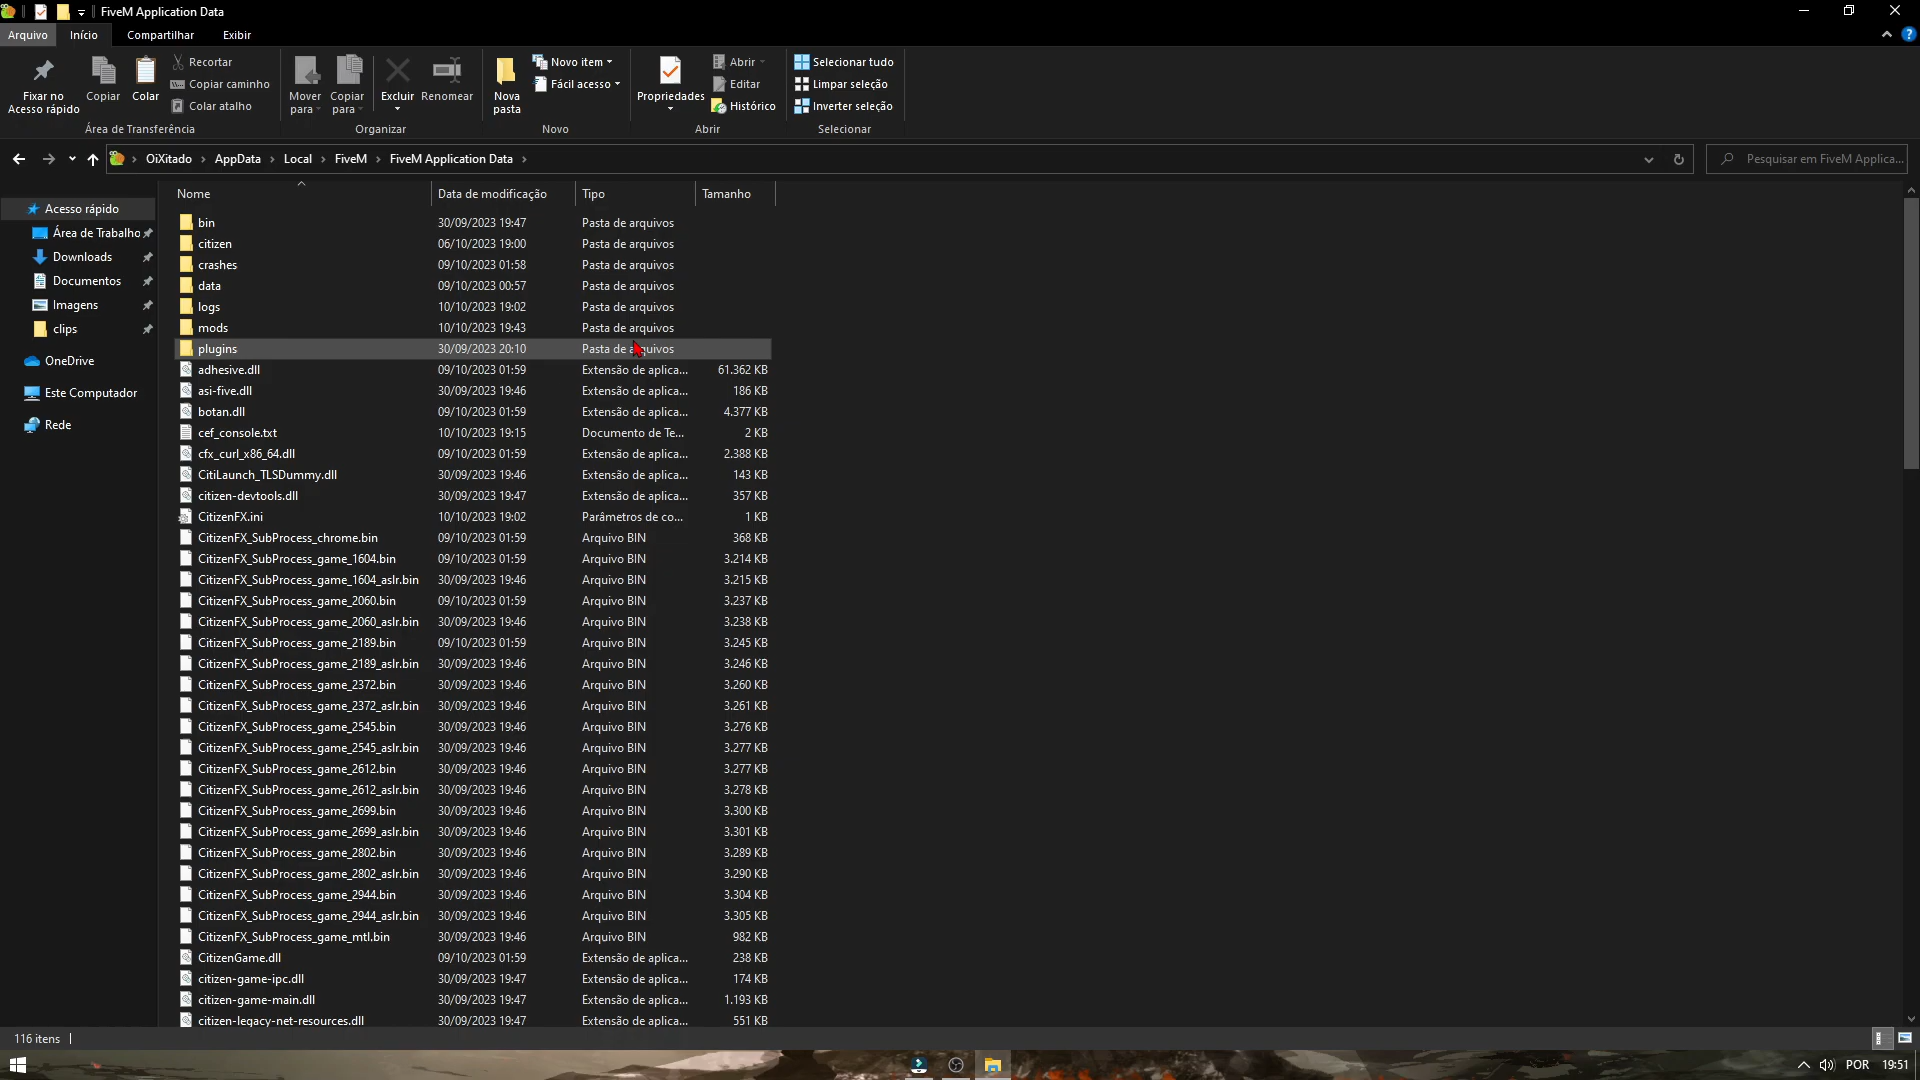 FiveM Application Data
Arquivo Início Compartilhar Exibir
Fixar no Acesso rápido
Copiar
Colar
Recortar
Copiar caminho
Colar atalho
Área de Transferência
Mover para
Copiar para
Excluir
Renomear
Organizar
Nova pasta
Novo item
Fácil acesso
Novo
Propriedades
Abrir
Editar
Histórico
Abrir
Selecionar tudo
Limpar seleção
Inverter seleção
Selecionar
OiXitado › AppData › Local › FiveM › FiveM Application Data ›
Pesquisar em FiveM Applica...
Acesso rápido
Área de Trabalho
Downloads
Documentos
Imagens
clips
OneDrive
Este Computador
Rede
Nome Data de modificação Tipo Tamanho
bin 30/09/2023 19:47 Pasta de arquivos
citizen 06/10/2023 19:00 Pasta de arquivos
crashes 09/10/2023 01:58 Pasta de arquivos
data 09/10/2023 00:57 Pasta de arquivos
logs 10/10/2023 19:02 Pasta de arquivos
mods 10/10/2023 19:43 Pasta de arquivos
plugins 30/09/2023 20:10 Pasta de arquivos
adhesive.dll 09/10/2023 01:59 Extensão de aplica... 61.362 KB
asi-five.dll 30/09/2023 19:46 Extensão de aplica... 186 KB
botan.dll 09/10/2023 01:59 Extensão de aplica... 4.377 KB
cef_console.txt 10/10/2023 19:15 Documento de Te... 2 KB
cfx_curl_x86_64.dll 09/10/2023 01:59 Extensão de aplica... 2.388 KB
CitiLaunch_TLSDummy.dll 30/09/2023 19:46 Extensão de aplica... 143 KB
citizen-devtools.dll 30/09/2023 19:47 Extensão de aplica... 357 KB
CitizenFX.ini 10/10/2023 19:02 Parâmetros de co... 1 KB
CitizenFX_SubProcess_chrome.bin 09/10/2023 01:59 Arquivo BIN 368 KB
CitizenFX_SubProcess_game_1604.bin 09/10/2023 01:59 Arquivo BIN 3.214 KB
CitizenFX_SubProcess_game_1604_aslr.bin 30/09/2023 19:46 Arquivo BIN 3.215 KB
CitizenFX_SubProcess_game_2060.bin 09/10/2023 01:59 Arquivo BIN 3.237 KB
CitizenFX_SubProcess_game_2060_aslr.bin 30/09/2023 19:46 Arquivo BIN 3.238 KB
CitizenFX_SubProcess_game_2189.bin 09/10/2023 01:59 Arquivo BIN 3.245 KB
CitizenFX_SubProcess_game_2189_aslr.bin 30/09/2023 19:46 Arquivo BIN 3.246 KB
CitizenFX_SubProcess_game_2372.bin 30/09/2023 19:46 Arquivo BIN 3.260 KB
CitizenFX_SubProcess_game_2372_aslr.bin 30/09/2023 19:46 Arquivo BIN 3.261 KB
CitizenFX_SubProcess_game_2545.bin 30/09/2023 19:46 Arquivo BIN 3.276 KB
CitizenFX_SubProcess_game_2545_aslr.bin 30/09/2023 19:46 Arquivo BIN 3.277 KB
CitizenFX_SubProcess_game_2612.bin 30/09/2023 19:46 Arquivo BIN 3.277 KB
CitizenFX_SubProcess_game_2612_aslr.bin 30/09/2023 19:46 Arquivo BIN 3.278 KB
CitizenFX_SubProcess_game_2699.bin 30/09/2023 19:46 Arquivo BIN 3.300 KB
CitizenFX_SubProcess_game_2699_aslr.bin 30/09/2023 19:46 Arquivo BIN 3.301 KB
CitizenFX_SubProcess_game_2802.bin 30/09/2023 19:46 Arquivo BIN 3.289 KB
CitizenFX_SubProcess_game_2802_aslr.bin 30/09/2023 19:46 Arquivo BIN 3.290 KB
CitizenFX_SubProcess_game_2944.bin 30/09/2023 19:46 Arquivo BIN 3.304 KB
CitizenFX_SubProcess_game_2944_aslr.bin 30/09/2023 19:46 Arquivo BIN 3.305 KB
CitizenFX_SubProcess_game_mtl.bin 30/09/2023 19:46 Arquivo BIN 982 KB
CitizenGame.dll 09/10/2023 01:59 Extensão de aplica... 238 KB
citizen-game-ipc.dll 30/09/2023 19:47 Extensão de aplica... 174 KB
citizen-game-main.dll 30/09/2023 19:47 Extensão de aplica... 1.193 KB
citizen-legacy-net-resources.dll 30/09/2023 19:47 Extensão de aplica... 551 KB
116 itens
POR 19:51